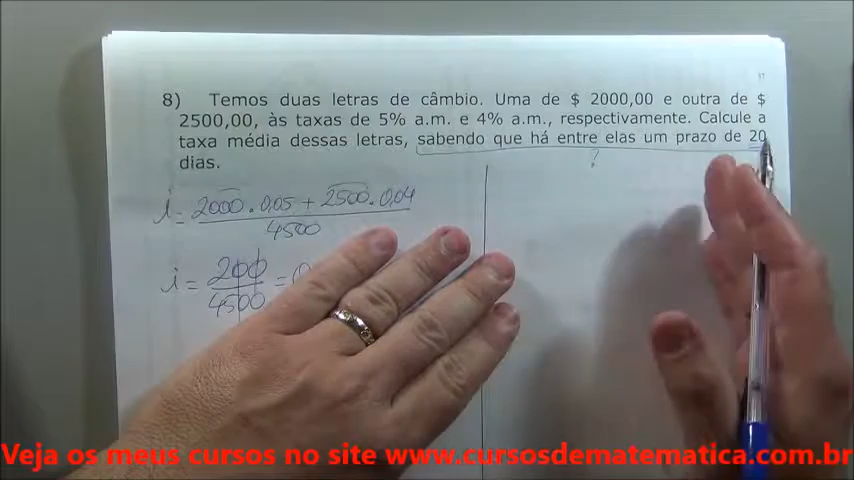 8) Temos duas letras de câmbio. Uma de $ 2000,00 e outra de $
2500,00, às taxas de 5% a.m. e 4% a.m., respectivamente. Calcule a
taxa média dessas letras, sabendo que há entre elas um prazo de 20
dias.
?
i = 2000 . 0,05 + 2500 . 0,04
4500
i = 200
4500
= 0
Veja os meus cursos no site www.cursosdematematica.com.br